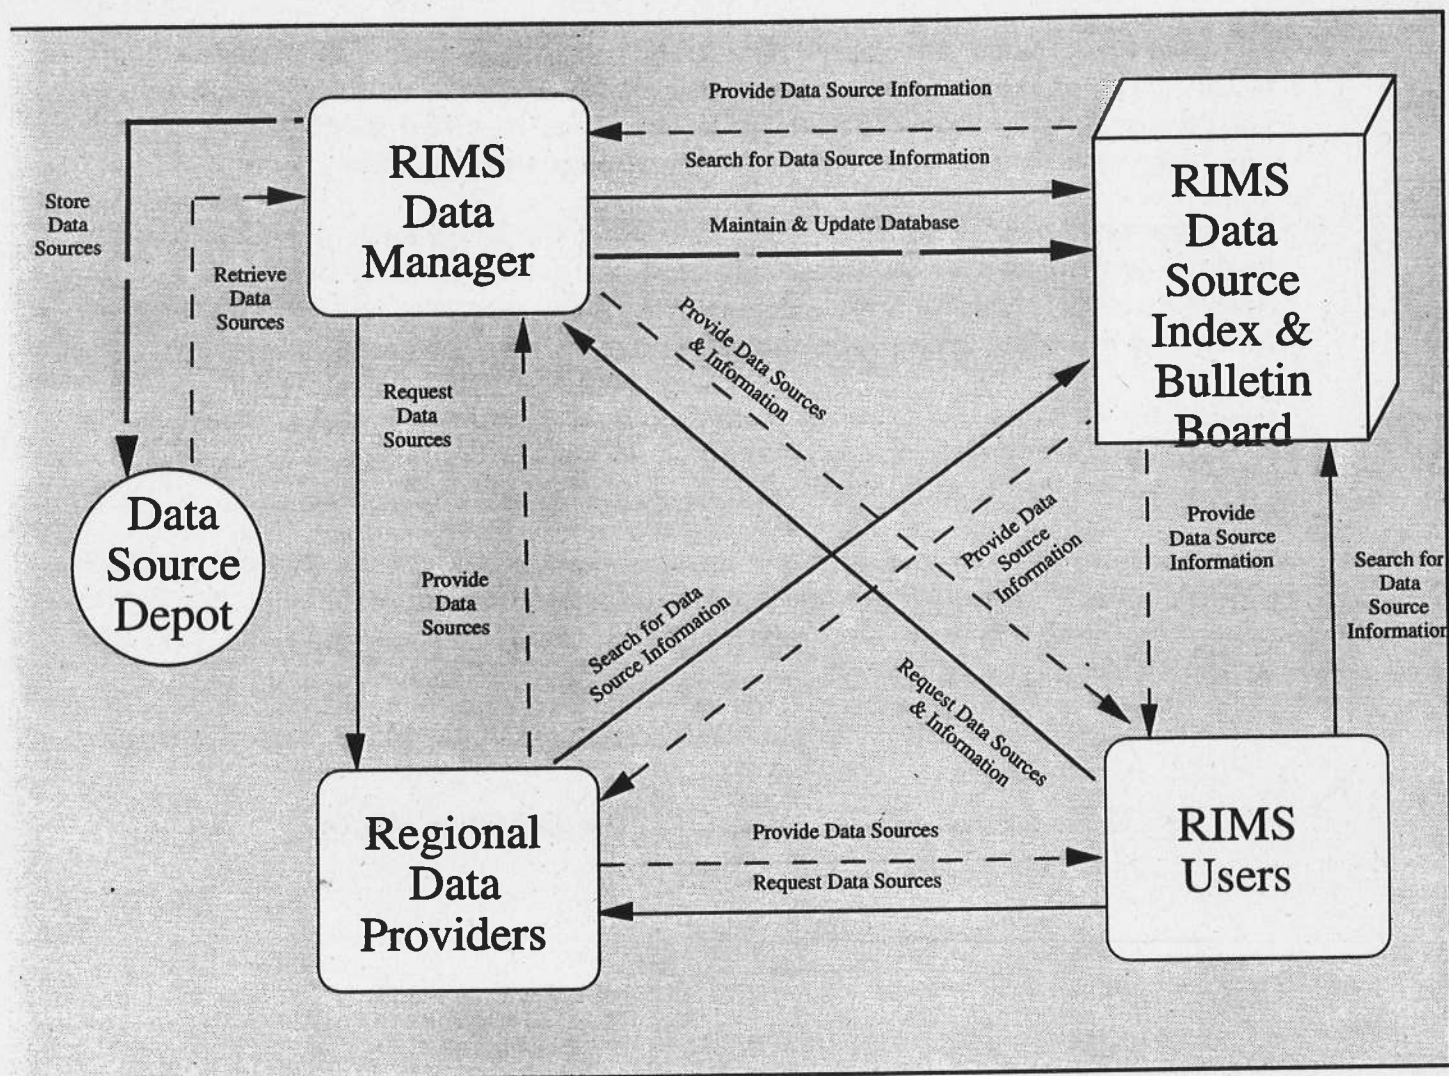 Provide Data Source Information
RIMS
Data
Manager
Search for Data Source Information
Maintain & Update Database
RIMS
Data
Source
Index &
Bulletin
Board
Store
Data
Sources
Retrieve
Data
Sources
Provide Data Sources
& Information
Request
Data
Sources
Data
Source
Depot
Provide
Data
Sources
Search for Data
Source Information
Provide Data
Source
Information
Provide
Data Source
Information
Search for
Data
Source
Information
Request Data Sources
& Information
Regional
Data
Providers
Provide Data Sources
Request Data Sources
RIMS
Users